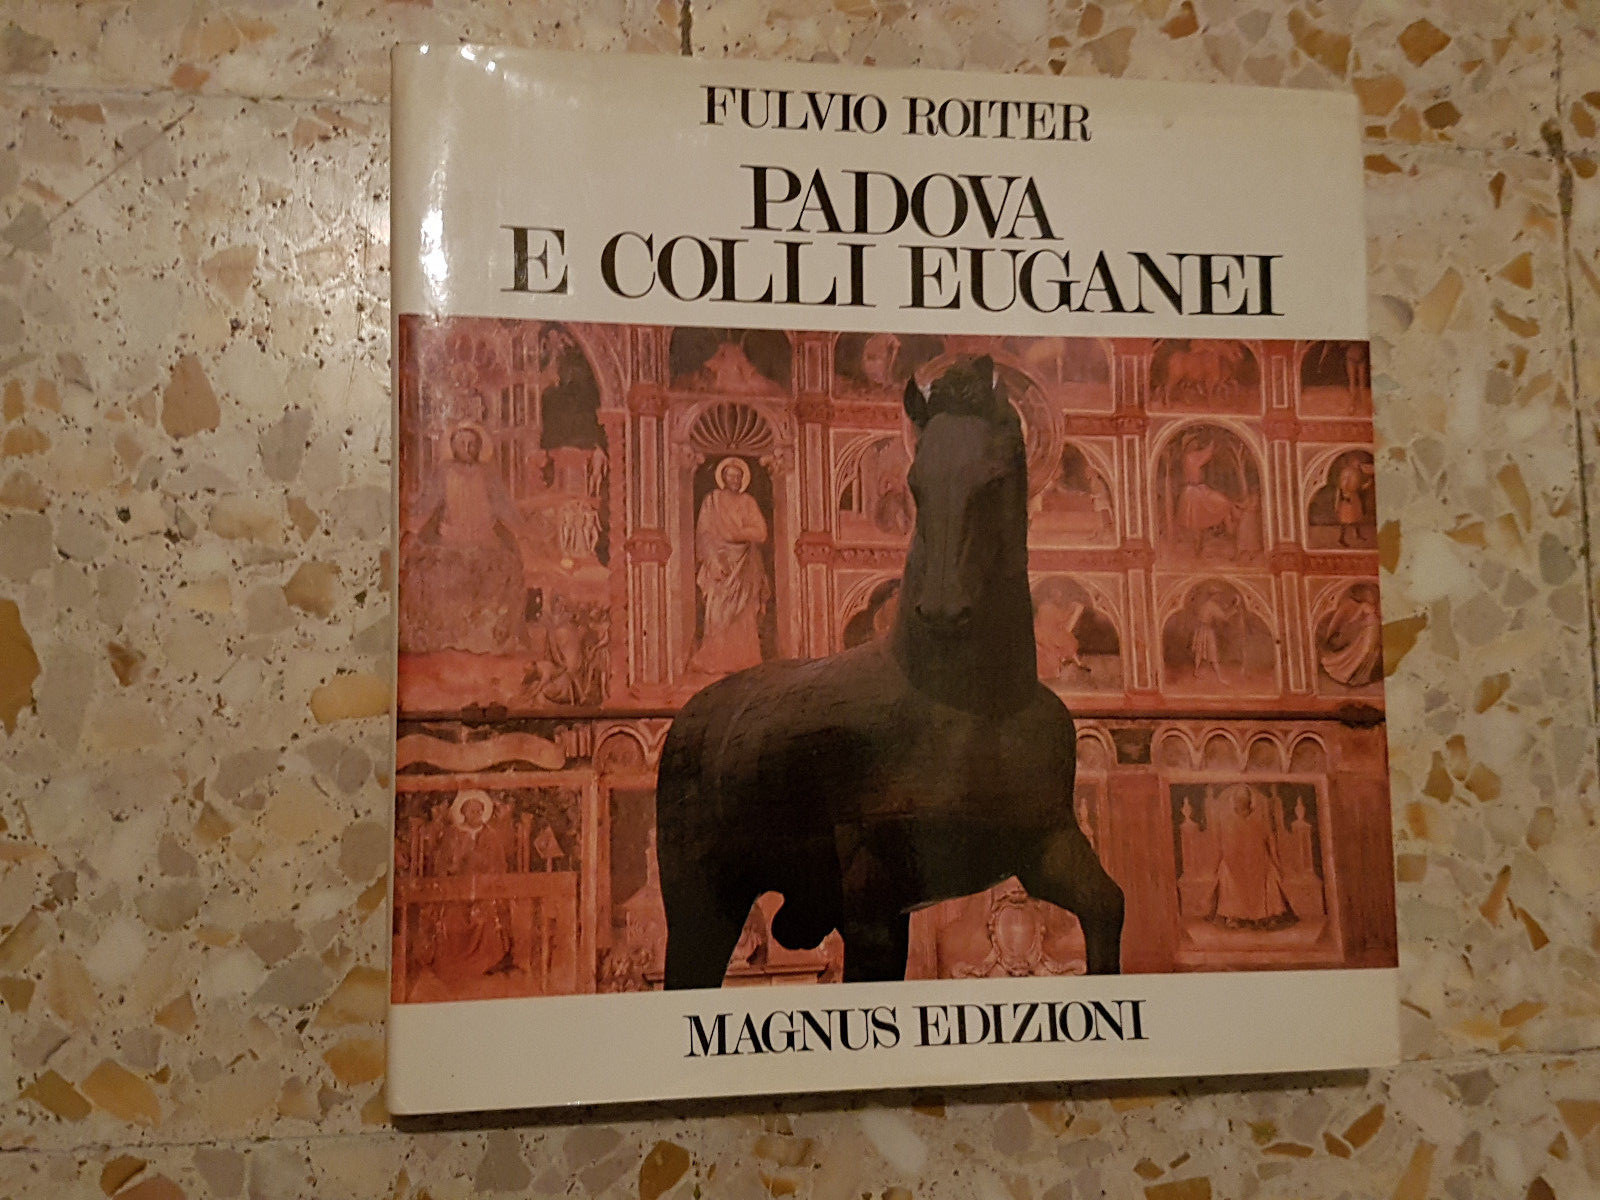 FULVIO ROITER
PADOVA
E COLLI EUGANEI
MAGNUS EDIZIONI